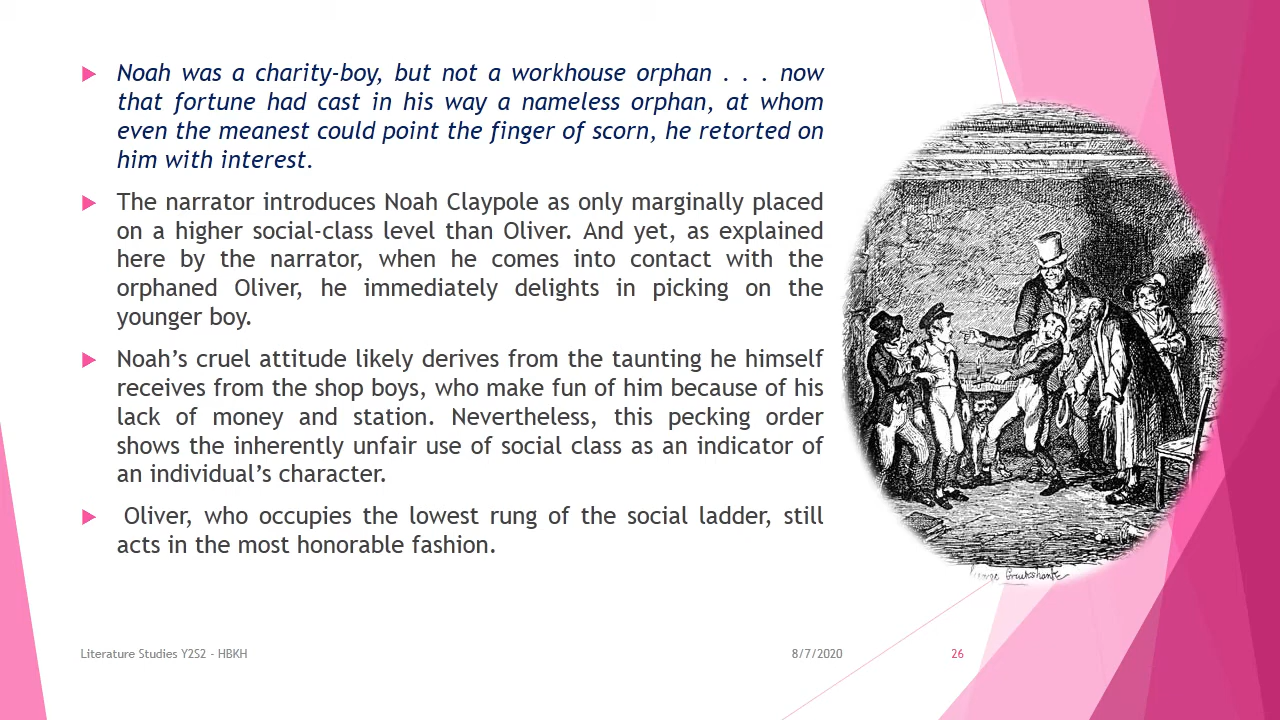 Noah was a charity-boy, but not a workhouse orphan . . . now
that fortune had cast in his way a nameless orphan, at whom
even the meanest could point the finger of scorn, he retorted on
him with interest.
The narrator introduces Noah Claypole as only marginally placed
on a higher social-class level than Oliver. And yet, as explained
here by the narrator, when he comes into contact with the
orphaned Oliver, he immediately delights in picking on the
younger boy.
Noah’s cruel attitude likely derives from the taunting he himself
receives from the shop boys, who make fun of him because of his
lack of money and station. Nevertheless, this pecking order
shows the inherently unfair use of social class as an indicator of
an individual’s character.
Oliver, who occupies the lowest rung of the social ladder, still
acts in the most honorable fashion.
Literature Studies Y2S2 - HBKH
8/7/2020
26